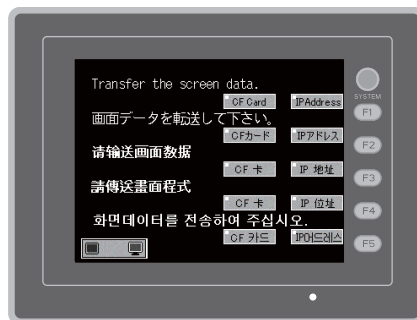 Transfer the screen data.
CF Card IPAddress
画面データを転送して下さい。
CFカード IPアドレス
请输送画面数据
CF 卡 IP 地址
請傳送畫面程式
CF 卡 IP 位址
화면데이터를 전송하여 주십시오.
CF 카드 IP어드레스
SYSTEM
F1
F2
F3
F4
F5